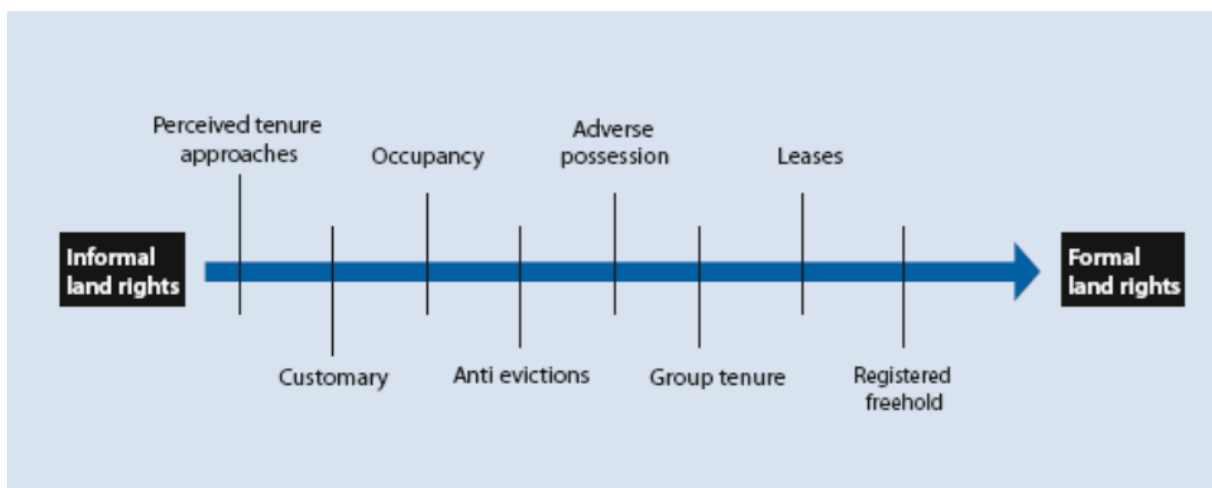 Perceived tenure
approaches
Occupancy
Adverse
possession
Leases
Informal
land rights
Formal
land rights
Customary
Anti evictions
Group tenure
Registered
freehold